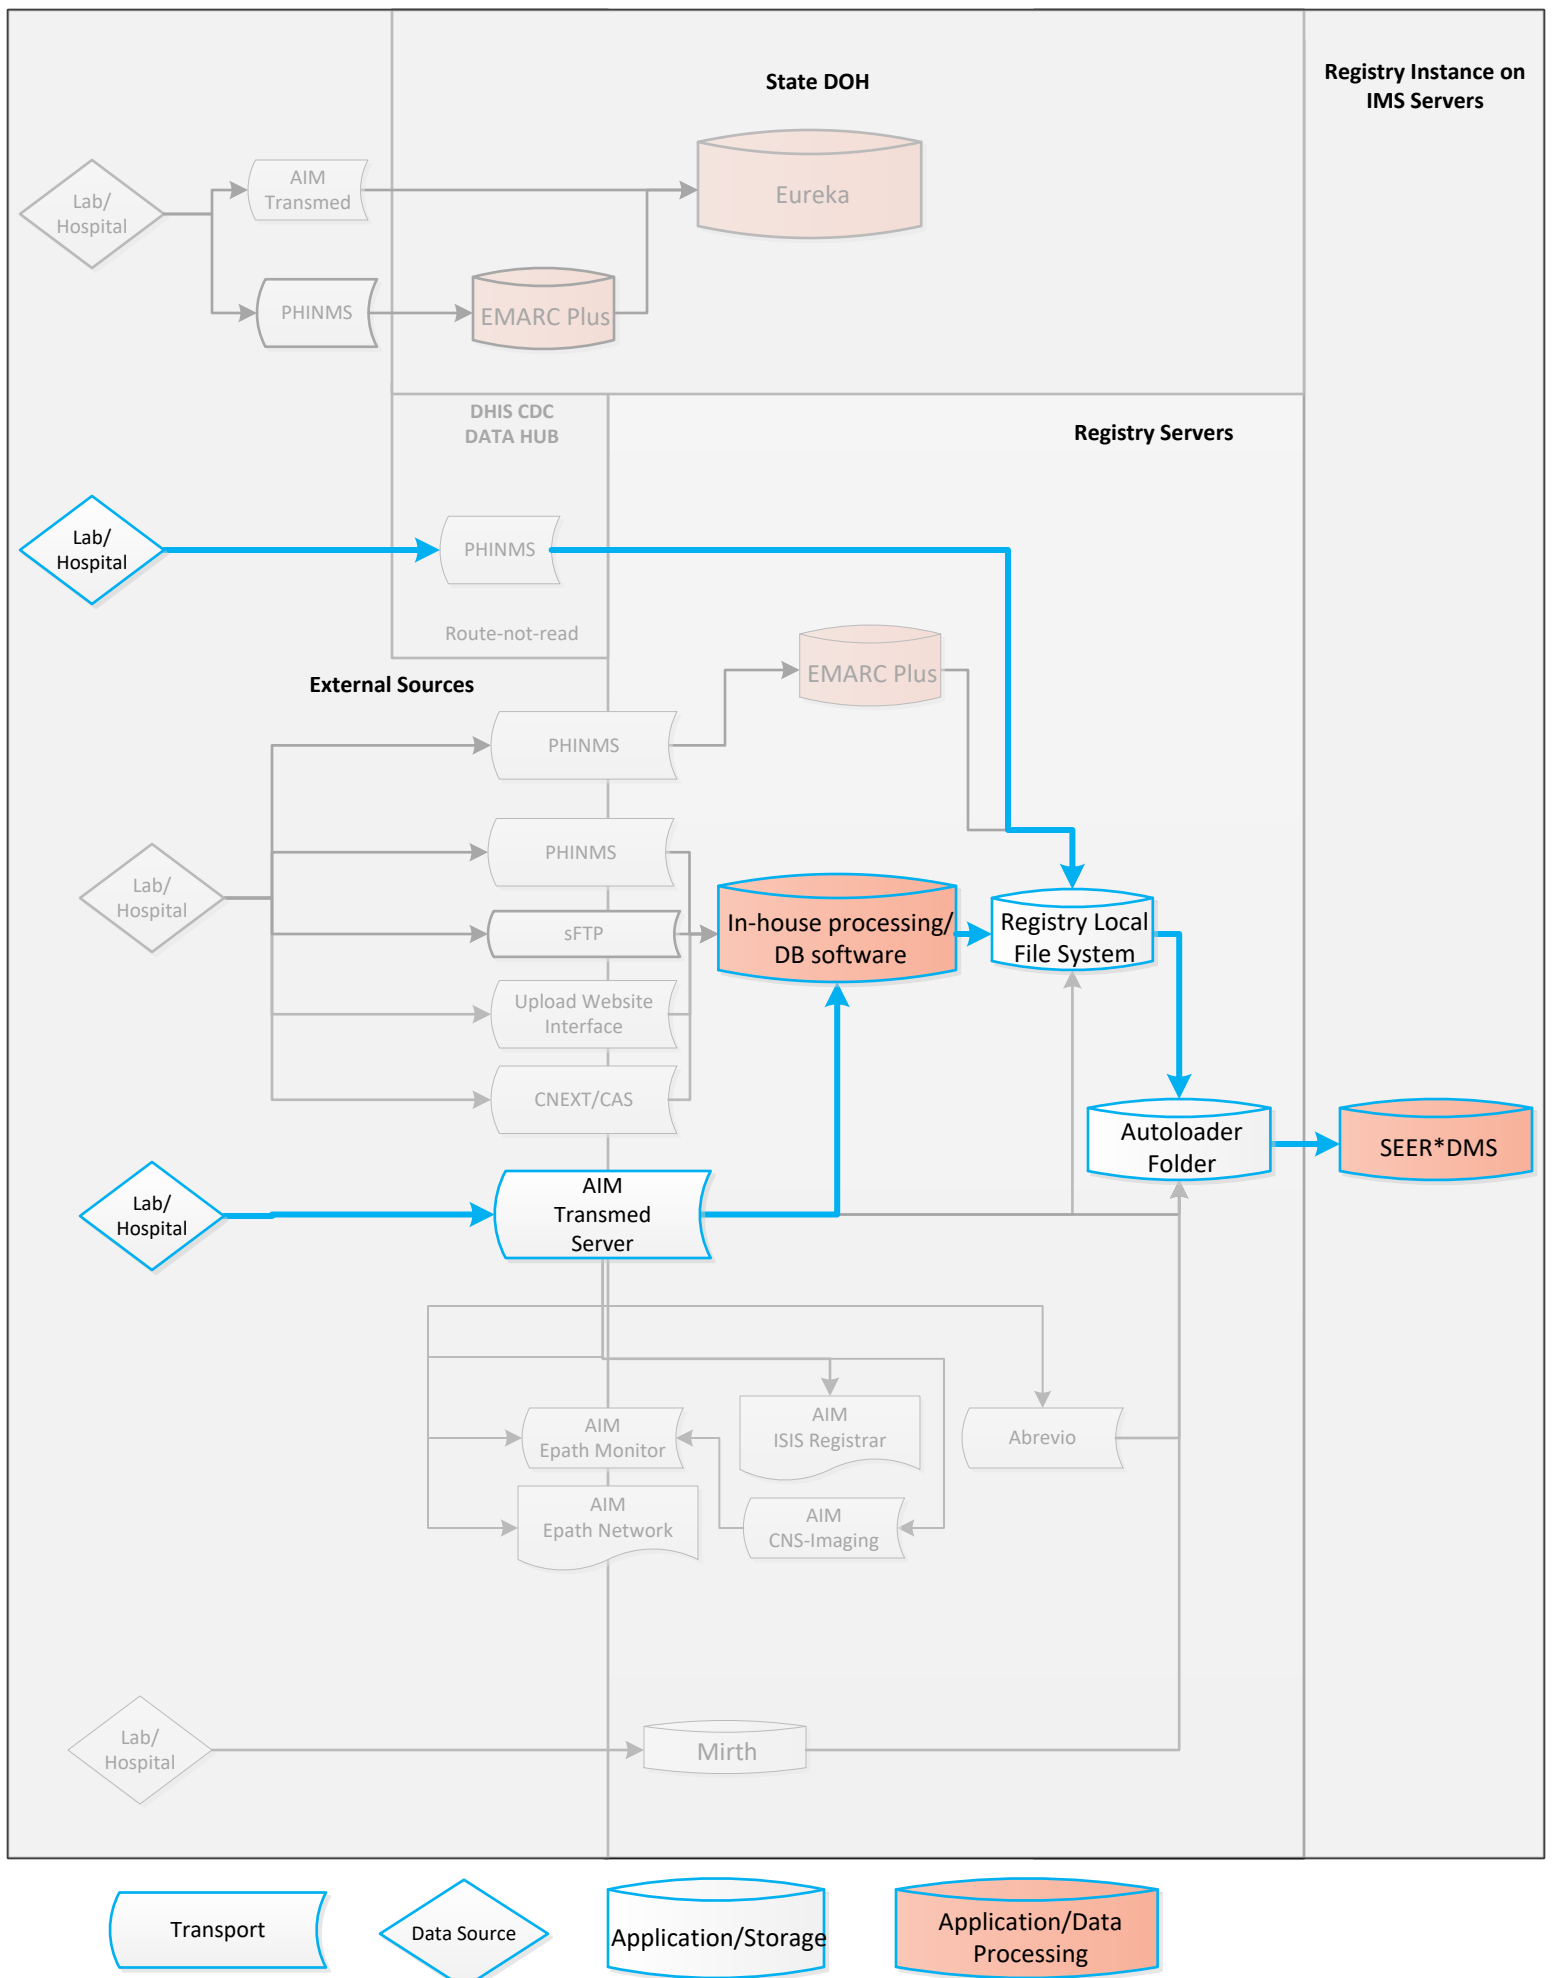 State DOH
Registry Instance on
IMS Servers
Lab/
Hospital
AIM
Transmed
Eureka
PHINMS
EMARC Plus
DHIS CDC
DATA HUB
Registry Servers
Lab/
Hospital
PHINMS
Route-not-read
EMARC Plus
External Sources
PHINMS
PHINMS
Lab/
Hospital
sFTP
In-house processing/
DB software
Registry Local
File System
Upload Website
Interface
CNEXT/CAS
Autoloader
Folder
SEER*DMS
Lab/
Hospital
AIM
Transmed
Server
AIM
Epath Monitor
AIM
ISIS Registrar
Abrevio
AIM
Epath Network
AIM
CNS-Imaging
Lab/
Hospital
Mirth
Transport
Data Source
Application/Storage
Application/Data
Processing